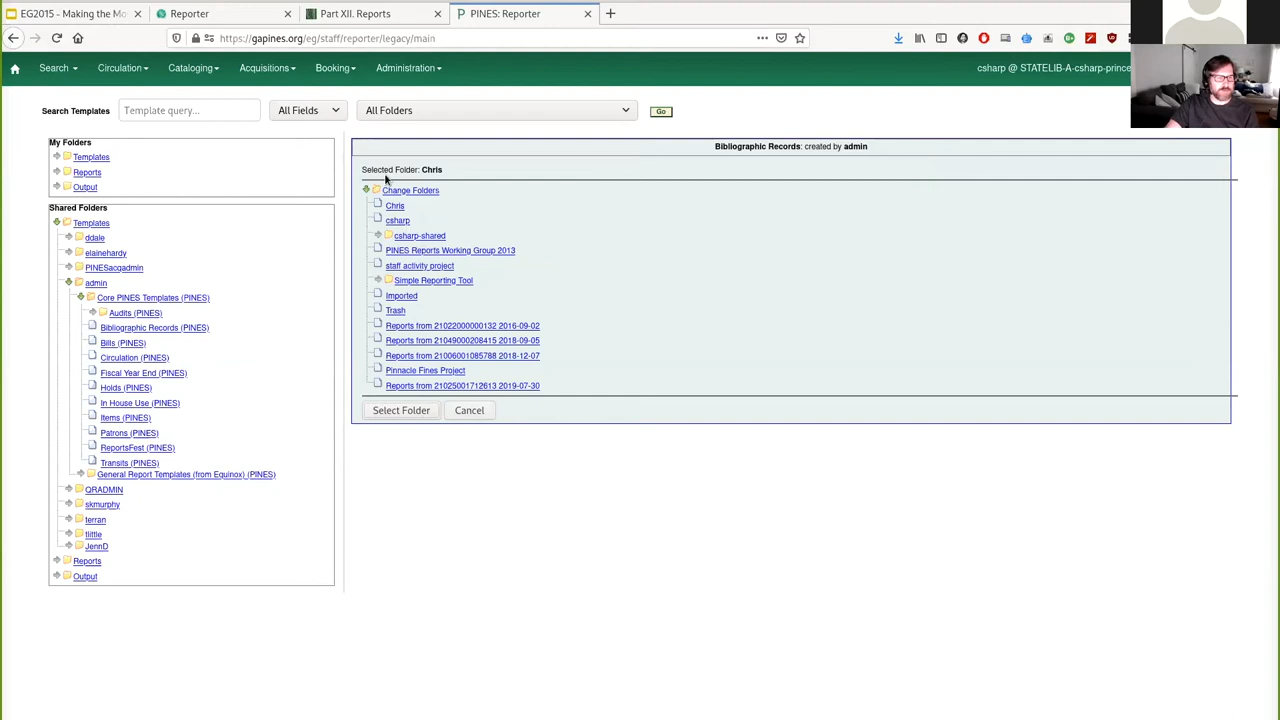 EG2015 - Making the Mo
Reporter
Part XII. Reports
PINES: Reporter
https://gapines.org/eg/staff/reporter/legacy/main
Search
Circulation
Cataloging
Acquisitions
Booking
Administration
csharp @ STATELIB-A-csharp-prince
Search Templates
Template query...
All Fields
All Folders
Go
My Folders
Templates
Reports
Output
Shared Folders
Templates
ddale
elainehardy
PINESacqadmin
admin
Core PINES Templates (PINES)
Audits (PINES)
Bibliographic Records (PINES)
Bills (PINES)
Circulation (PINES)
Fiscal Year End (PINES)
Holds (PINES)
In House Use (PINES)
Items (PINES)
Patrons (PINES)
ReportsFest (PINES)
Transits (PINES)
General Report Templates (from Equinox) (PINES)
QRADMIN
skmurphy
terran
tlittle
JennD
Reports
Output
Bibliographic Records: created by admin
Selected Folder: Chris
Change Folders
Chris
csharp
csharp-shared
PINES Reports Working Group 2013
staff activity project
Simple Reporting Tool
Imported
Trash
Reports from 21022000000132 2016-09-02
Reports from 21049000208415 2018-09-05
Reports from 21006001085788 2018-12-07
Pinnacle Fines Project
Reports from 21025001712613 2019-07-30
Select Folder
Cancel